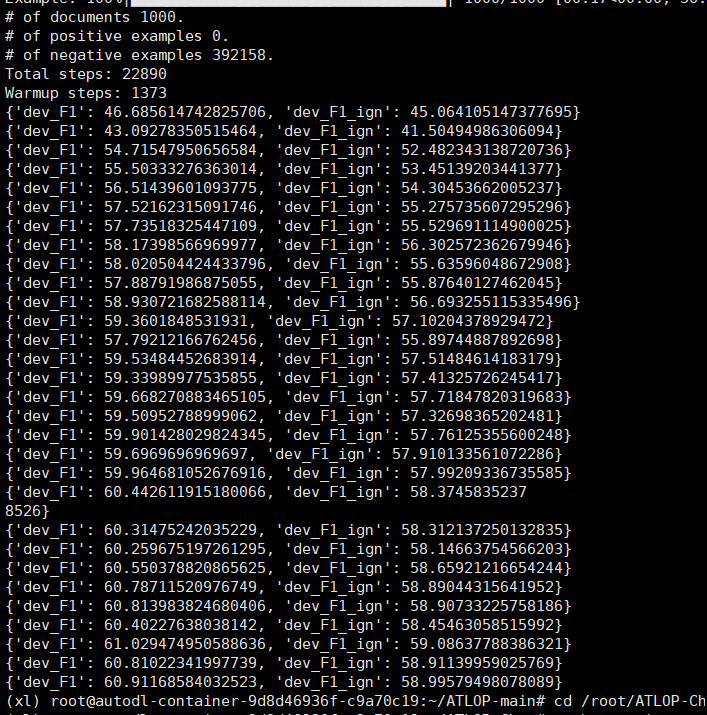 Example: 100%| | 1000/1000 [00:17<00:00, 58.
# of documents 1000.
# of positive examples 0.
# of negative examples 392158.
Total steps: 22890
Warmup steps: 1373
{'dev_F1': 46.685614742825706, 'dev_F1_ign': 45.064105147377695}
{'dev_F1': 43.09278350515464, 'dev_F1_ign': 41.50494986306094}
{'dev_F1': 54.71547950656584, 'dev_F1_ign': 52.482343138720736}
{'dev_F1': 55.50333276363014, 'dev_F1_ign': 53.45139203441377}
{'dev_F1': 56.51439601093775, 'dev_F1_ign': 54.30453662005237}
{'dev_F1': 57.52162315091746, 'dev_F1_ign': 55.275735607295296}
{'dev_F1': 57.73518325447109, 'dev_F1_ign': 55.529691114900025}
{'dev_F1': 58.17398566969977, 'dev_F1_ign': 56.302572362679946}
{'dev_F1': 58.020504424433796, 'dev_F1_ign': 55.63596048672908}
{'dev_F1': 57.88791986875055, 'dev_F1_ign': 55.87640127462045}
{'dev_F1': 58.930721682588114, 'dev_F1_ign': 56.693255115335496}
{'dev_F1': 59.3601848531931, 'dev_F1_ign': 57.10204378929472}
{'dev_F1': 57.79212166762456, 'dev_F1_ign': 55.89744887892698}
{'dev_F1': 59.53484452683914, 'dev_F1_ign': 57.51484614183179}
{'dev_F1': 59.33989977535855, 'dev_F1_ign': 57.41325726245417}
{'dev_F1': 59.668270883465105, 'dev_F1_ign': 57.71847820319683}
{'dev_F1': 59.50952788999062, 'dev_F1_ign': 57.32698365202481}
{'dev_F1': 59.901428029824345, 'dev_F1_ign': 57.76125355600248}
{'dev_F1': 59.6969696969697, 'dev_F1_ign': 57.910133561072286}
{'dev_F1': 59.964681052676916, 'dev_F1_ign': 57.99209336735585}
{'dev_F1': 60.442611915180066, 'dev_F1_ign': 58.3745835237
8526}
{'dev_F1': 60.31475242035229, 'dev_F1_ign': 58.312137250132835}
{'dev_F1': 60.259675197261295, 'dev_F1_ign': 58.14663754566203}
{'dev_F1': 60.550378820865625, 'dev_F1_ign': 58.65921216654244}
{'dev_F1': 60.78711520976749, 'dev_F1_ign': 58.89044315641952}
{'dev_F1': 60.813983824680406, 'dev_F1_ign': 58.90733225758186}
{'dev_F1': 60.40227638038142, 'dev_F1_ign': 58.45463058515992}
{'dev_F1': 61.029474950588636, 'dev_F1_ign': 59.08637788386321}
{'dev_F1': 60.81022341997739, 'dev_F1_ign': 58.91139959025769}
{'dev_F1': 60.91168584032523, 'dev_F1_ign': 58.99579498078089}
(xl) root@autodl-container-9d8d46936f-c9a70c19:~/ATLOP-main# cd /root/ATLOP-Ch